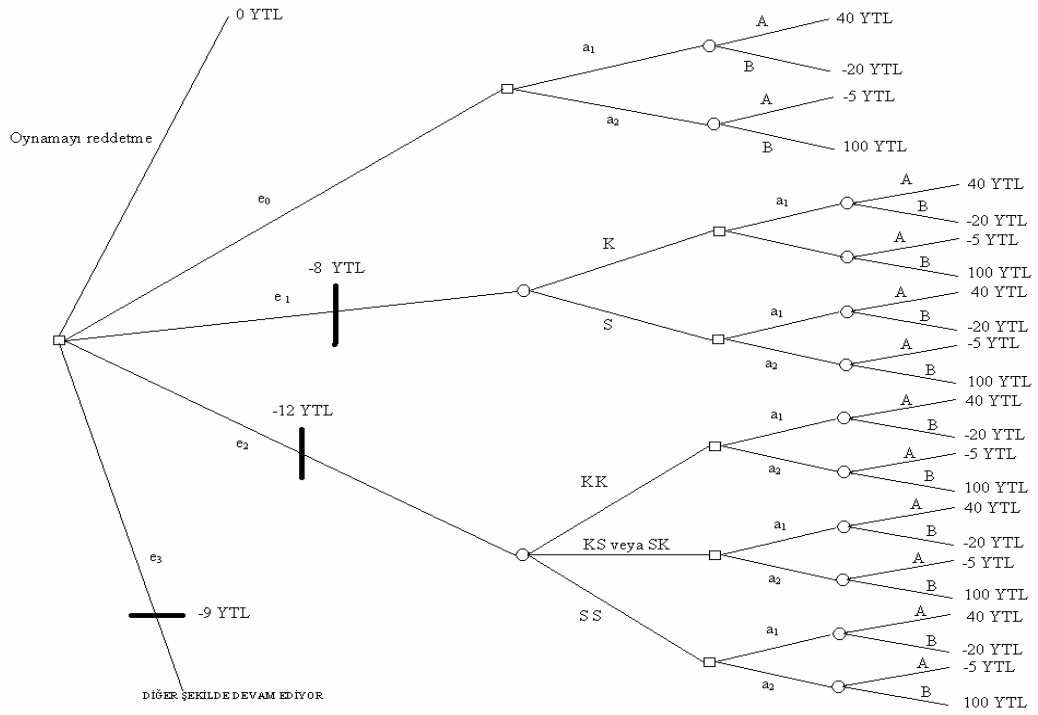 0 YTL
Oynamayı reddetme
e₀
a₁
A
40 YTL
B
-20 YTL
a₂
A
-5 YTL
B
100 YTL
e₁
-8 YTL
K
a₁
A
40 YTL
B
-20 YTL
A
-5 YTL
B
100 YTL
S
a₁
A
40 YTL
B
-20 YTL
a₂
A
-5 YTL
B
100 YTL
e₂
-12 YTL
KK
a₁
A
40 YTL
B
-20 YTL
a₂
A
-5 YTL
B
100 YTL
KS veya SK
a₁
A
40 YTL
B
-20 YTL
a₂
A
-5 YTL
B
100 YTL
SS
a₁
A
40 YTL
B
-20 YTL
a₂
A
-5 YTL
B
100 YTL
e₃
-9 YTL
DİĞER ŞEKİLDE DEVAM EDİYOR